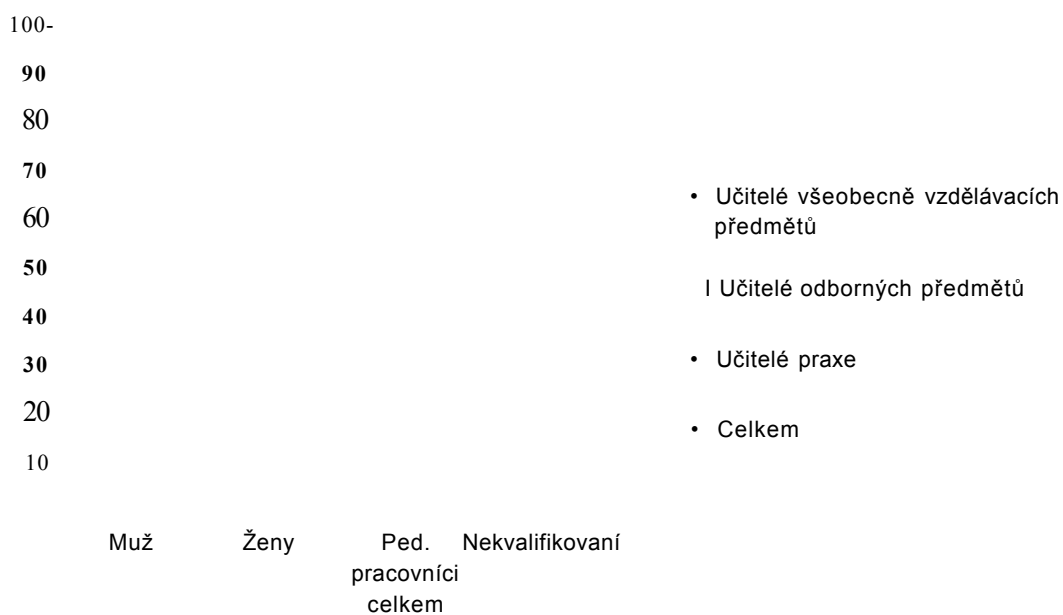 100-
90
80
70
60
50
40
30
20
10
• Učitelé všeobecně vzdělávacích
předmětů
I Učitelé odborných předmětů
• Učitelé praxe
• Celkem
Muž Ženy Ped. Nekvalifikovaní
pracovníci
celkem